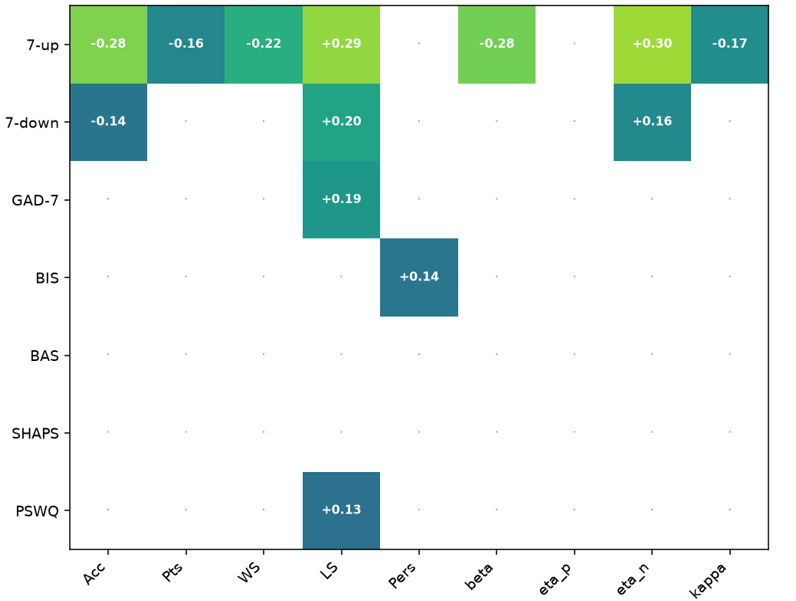 7-up -0.28 -0.16 -0.22 +0.29 · -0.28 · +0.30 -0.17
7-down -0.14 · · +0.20 · · · +0.16 ·
GAD-7 · · · +0.19 · · · · ·
BIS · · · · +0.14 · · · ·
BAS · · · · · · · · ·
SHAPS · · · · · · · · ·
PSWQ · · · +0.13 · · · · ·
Acc Pts WS LS Pers beta eta_p eta_n kappa